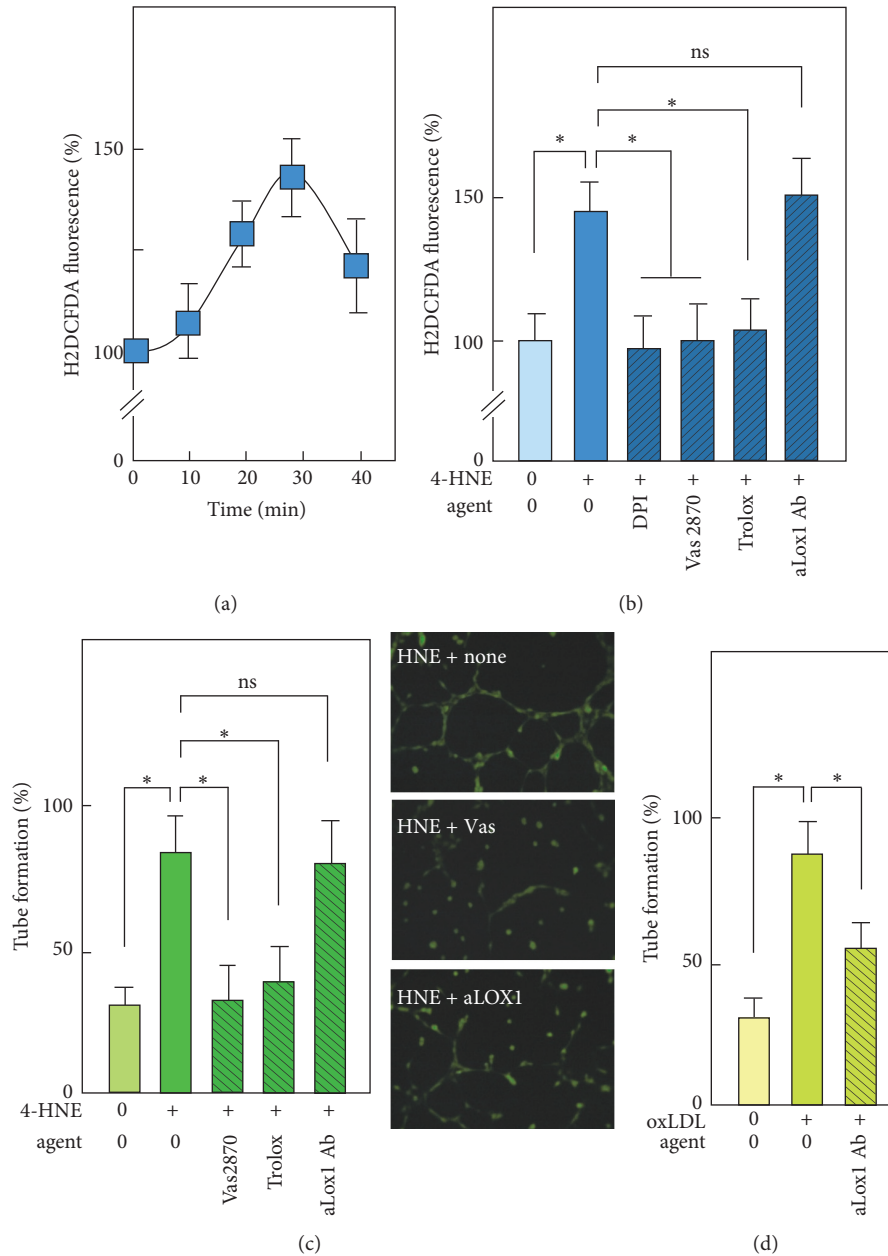 H2DCFDA fluorescence (%)
150
100
0
0 10 20 30 40
Time (min)
(a)
H2DCFDA fluorescence (%)
150
100
0
ns
*
* *
4-HNE 0 + + + + +
agent 0 0 DPI Vas 2870 Trolox aLox1 Ab
(b)
Tube formation (%)
100
50
0
ns
*
* *
4-HNE 0 + + + +
agent 0 0 Vas2870 Trolox aLox1 Ab
HNE + none
HNE + Vas
HNE + aLOX1
(c)
Tube formation (%)
100
50
0
* *
oxLDL 0 + +
agent 0 0 aLox1 Ab
(d)